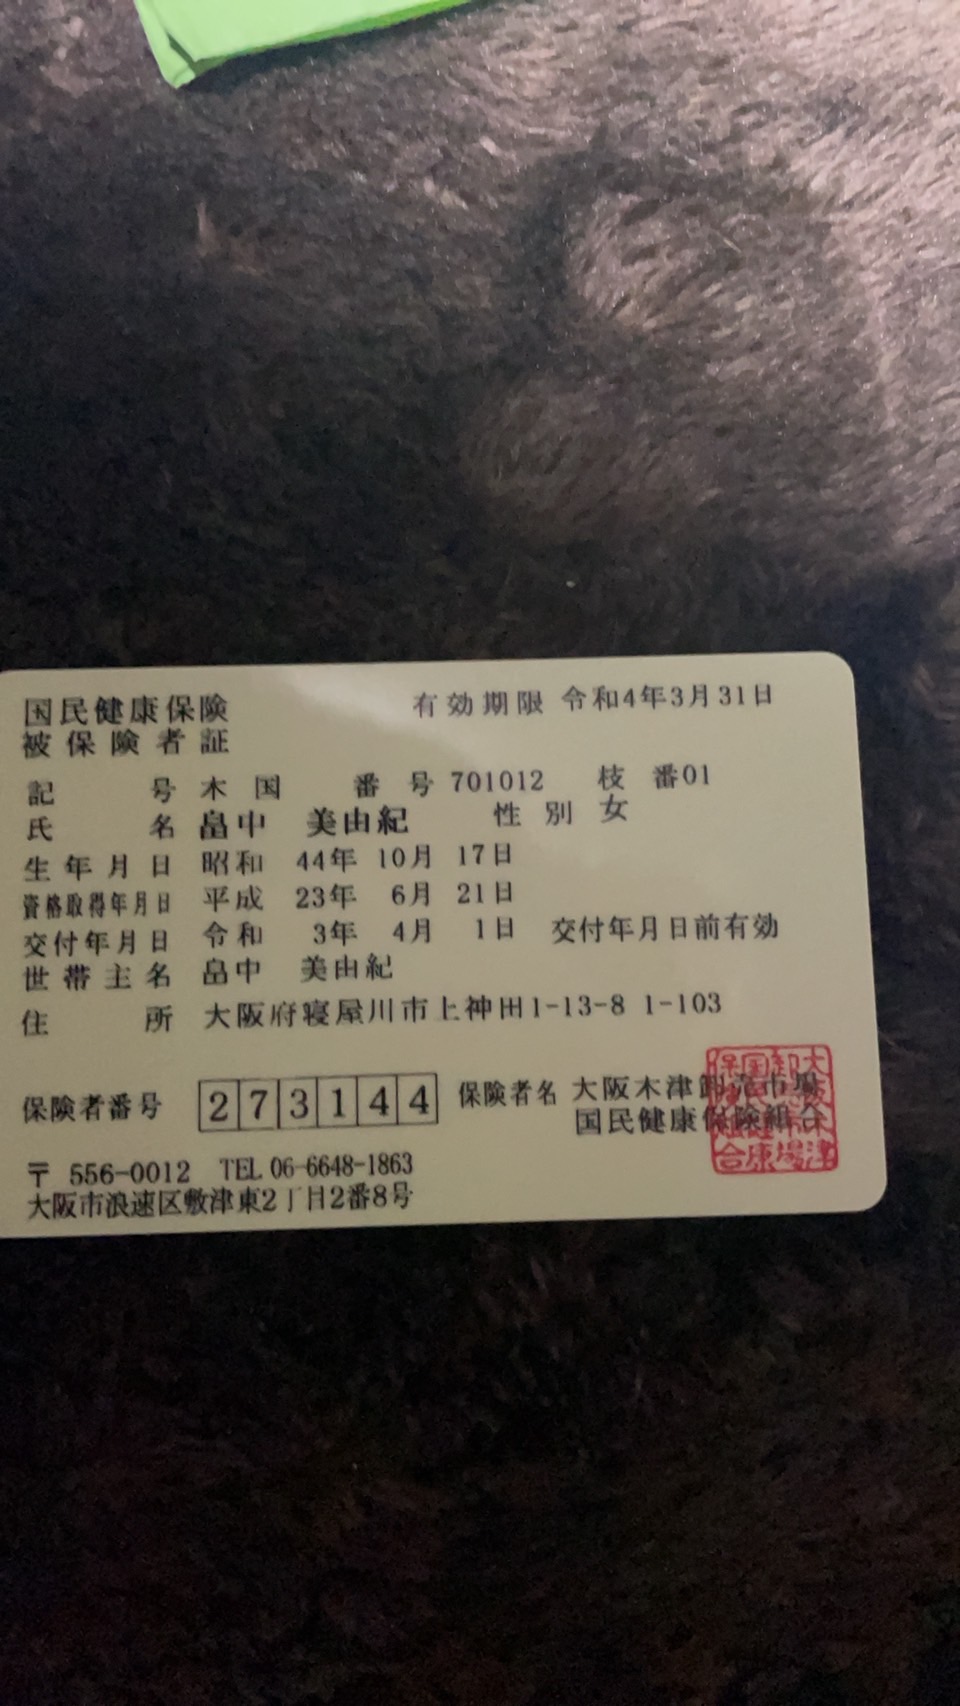 国民健康保険 有効期限 令和4年3月31日
被保険者証
記号 木国 番号 701012 枝番01
氏名 畠中 美由紀 性別 女
生年月日 昭和 44年 10月 17日
資格取得年月日 平成 23年 6月 21日
交付年月日 令和 3年 4月 1日 交付年月日前有効
世帯主名 畠中 美由紀
住所 大阪府寝屋川市上神田1-13-8 1-103
保険者番号 273144 保険者名 大阪木津卸売市場
国民健康保険組合
〒 556-0012 TEL 06-6648-1863
大阪市浪速区敷津東2丁目2番8号